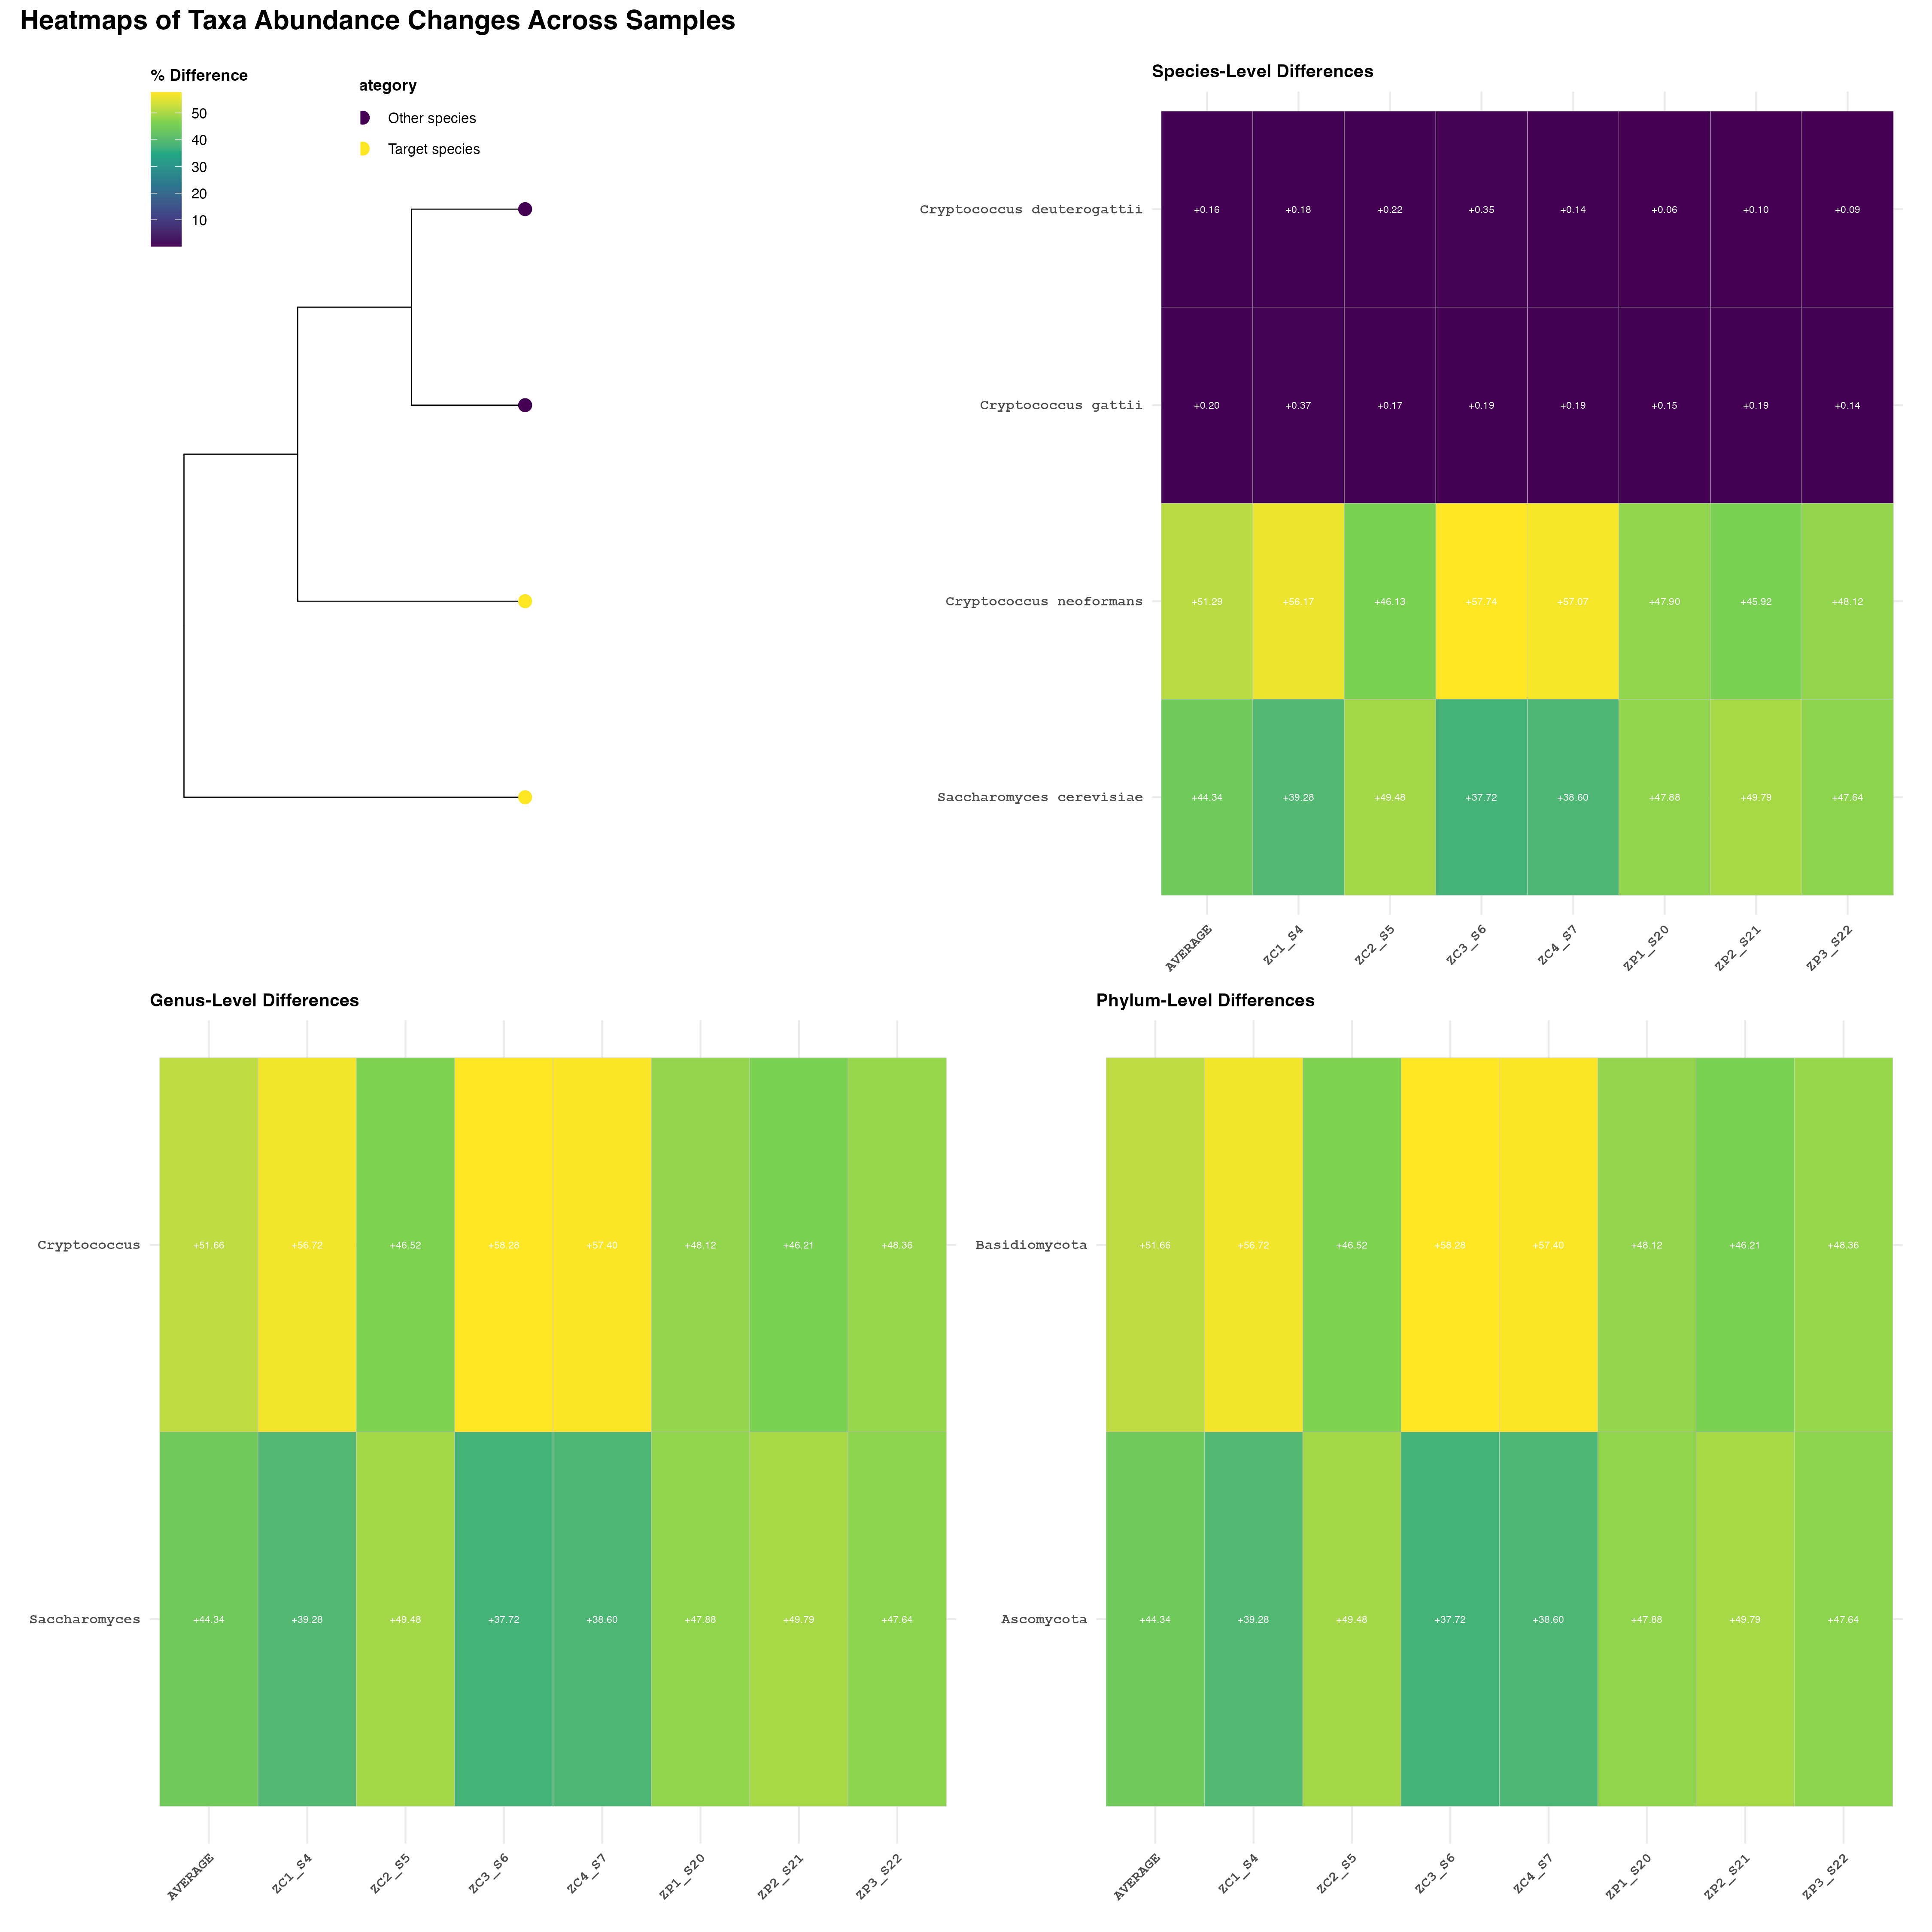 Heatmaps of Taxa Abundance Changes Across Samples
% Difference
50
40
30
20
10
ategory
Other species
Target species
Species-Level Differences
Cryptococcus deuterogattii
+0.16 +0.18 +0.22 +0.35 +0.14 +0.06 +0.10 +0.09
Cryptococcus gattii
+0.20 +0.37 +0.17 +0.19 +0.19 +0.15 +0.19 +0.14
Cryptococcus neoformans
+51.29 +56.17 +46.13 +57.74 +57.07 +47.90 +45.92 +48.12
Saccharomyces cerevisiae
+44.34 +39.28 +49.48 +37.72 +38.60 +47.88 +49.79 +47.64
AVERAGE ZC1_S4 ZC2_S5 ZC3_S6 ZC4_S7 ZP1_S20 ZP2_S21 ZP3_S22
Genus-Level Differences
Cryptococcus
+51.66 +56.72 +46.52 +58.28 +57.40 +48.12 +46.21 +48.36
Saccharomyces
+44.34 +39.28 +49.48 +37.72 +38.60 +47.88 +49.79 +47.64
AVERAGE ZC1_S4 ZC2_S5 ZC3_S6 ZC4_S7 ZP1_S20 ZP2_S21 ZP3_S22
Phylum-Level Differences
Basidiomycota
+51.66 +56.72 +46.52 +58.28 +57.40 +48.12 +46.21 +48.36
Ascomycota
+44.34 +39.28 +49.48 +37.72 +38.60 +47.88 +49.79 +47.64
AVERAGE ZC1_S4 ZC2_S5 ZC3_S6 ZC4_S7 ZP1_S20 ZP2_S21 ZP3_S22